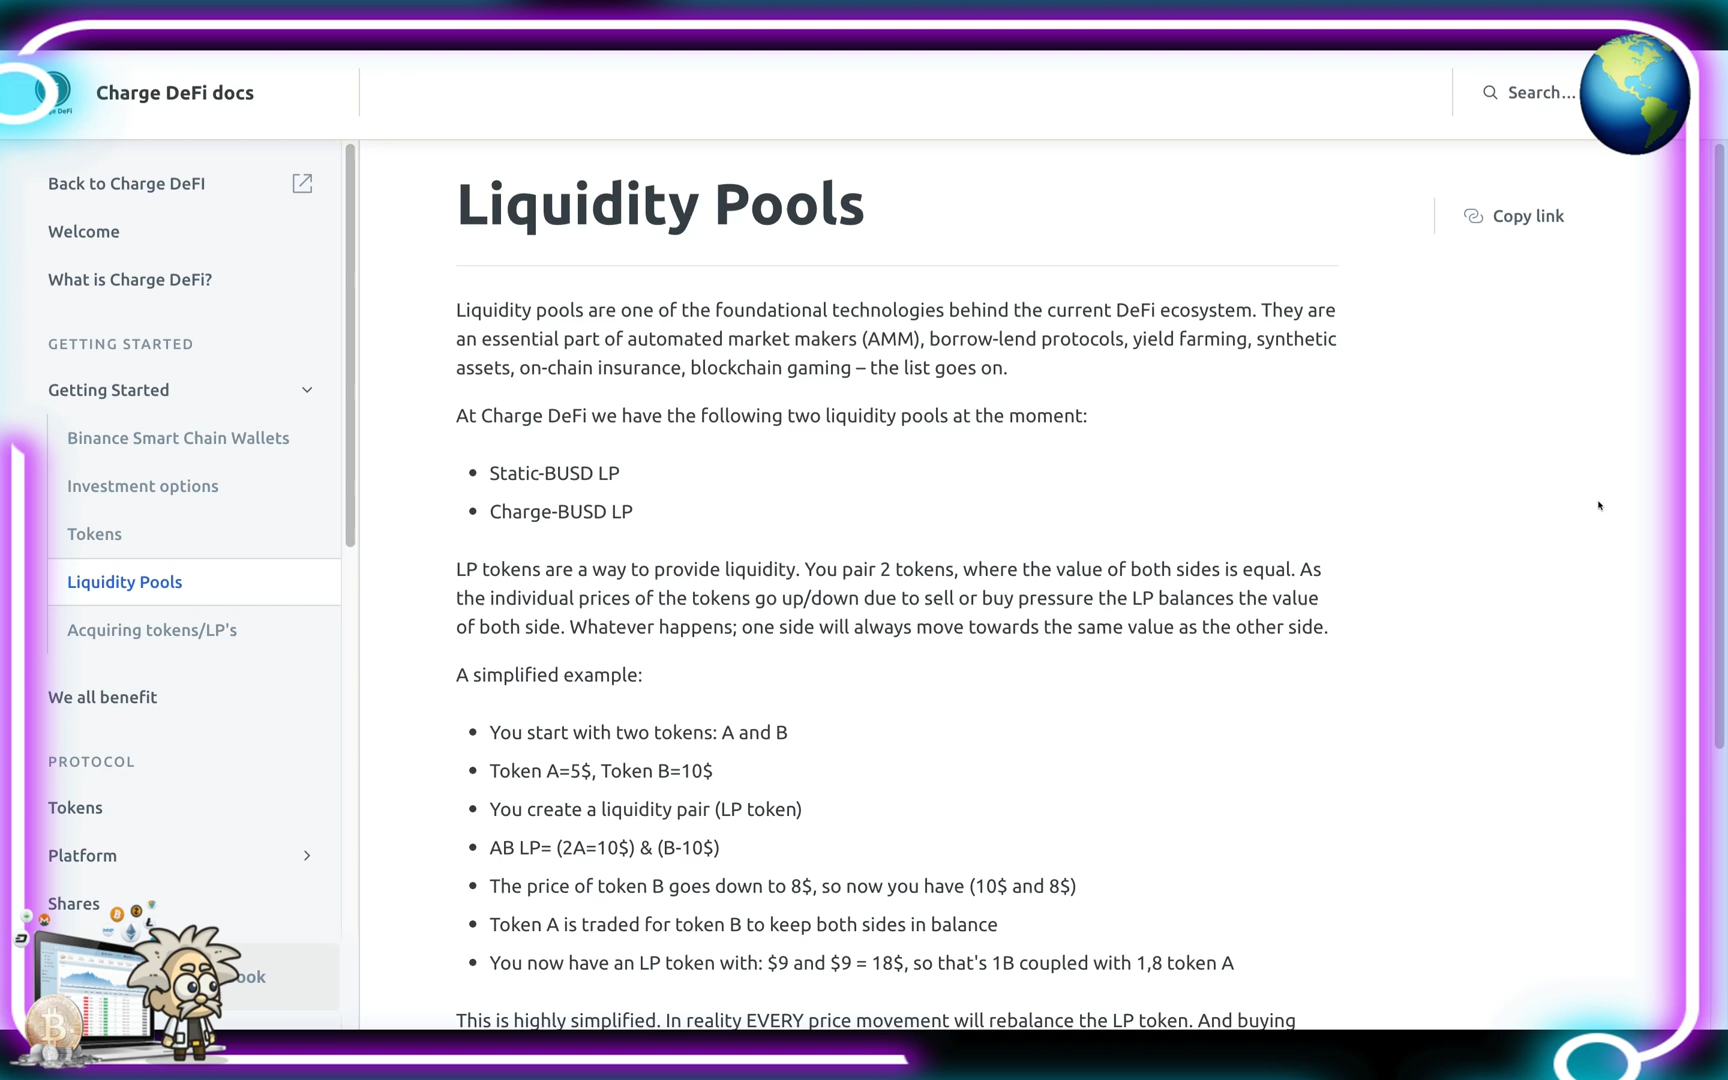 Charge DeFi docs
Search...
Back to Charge DeFI
Welcome
What is Charge DeFi?
GETTING STARTED
Getting Started
Binance Smart Chain Wallets
Investment options
Tokens
Liquidity Pools
Acquiring tokens/LP's
We all benefit
PROTOCOL
Tokens
Platform
Shares
ook
Liquidity Pools
Copy link
Liquidity pools are one of the foundational technologies behind the current DeFi ecosystem. They are
an essential part of automated market makers (AMM), borrow-lend protocols, yield farming, synthetic
assets, on-chain insurance, blockchain gaming – the list goes on.
At Charge DeFi we have the following two liquidity pools at the moment:
• Static-BUSD LP
• Charge-BUSD LP
LP tokens are a way to provide liquidity. You pair 2 tokens, where the value of both sides is equal. As
the individual prices of the tokens go up/down due to sell or buy pressure the LP balances the value
of both side. Whatever happens; one side will always move towards the same value as the other side.
A simplified example:
• You start with two tokens: A and B
• Token A=5$, Token B=10$
• You create a liquidity pair (LP token)
• AB LP= (2A=10$) & (B-10$)
• The price of token B goes down to 8$, so now you have (10$ and 8$)
• Token A is traded for token B to keep both sides in balance
• You now have an LP token with: $9 and $9 = 18$, so that's 1B coupled with 1,8 token A
This is highly simplified. In reality EVERY price movement will rebalance the LP token. And buying